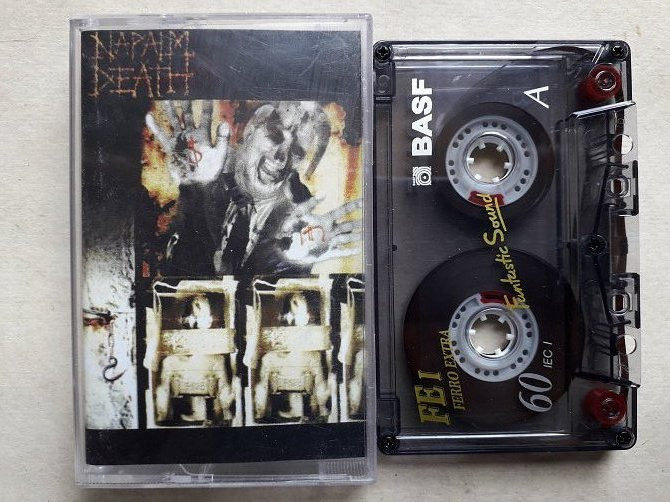 NAPALM
DEATH
$
$
BASF
A
Fantastic Sound
FE I
FERRO EXTRA
60 IEC I